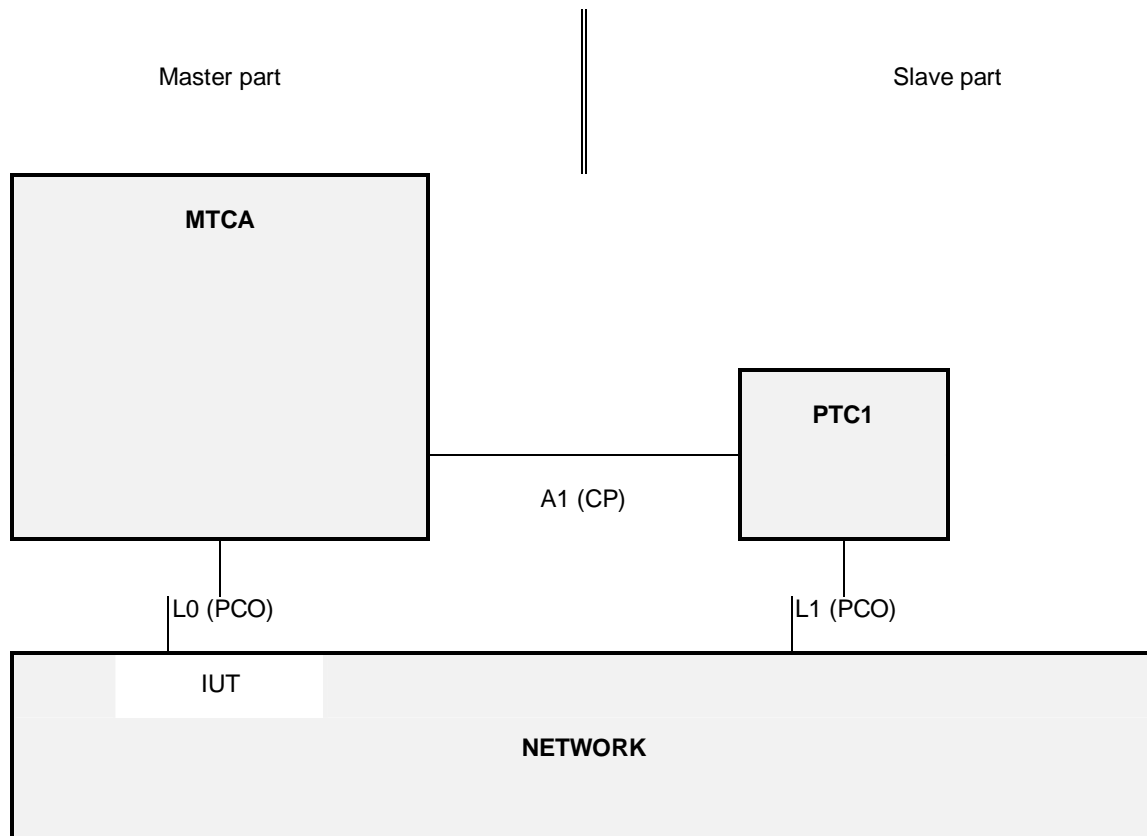 Master part
Slave part
MTCA
PTC1
A1 (CP)
L0 (PCO)
L1 (PCO)
IUT
NETWORK